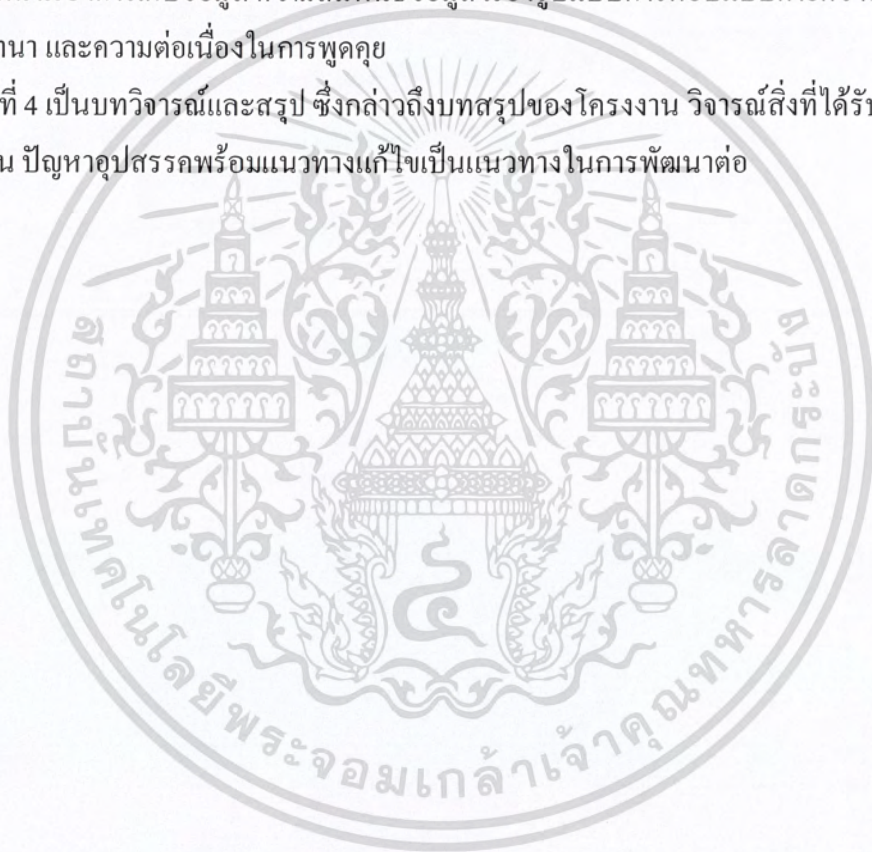 านา และความต่อเนื่องในการพูดคุย
ที่ 4 เป็นบทวิจารณ์และสรุป ซึ่งกล่าวถึงบทสรุปของโครงงาน วิจารณ์สิ่งที่ได้รับ
น ปัญหาอุปสรรคพร้อมแนวทางแก้ไขเป็นแนวทางในการพัฒนาต่อ
สถาบันเทคโนโลยีพระจอมเกล้าเจ้าคุณทหารลาดกระบัง
๔